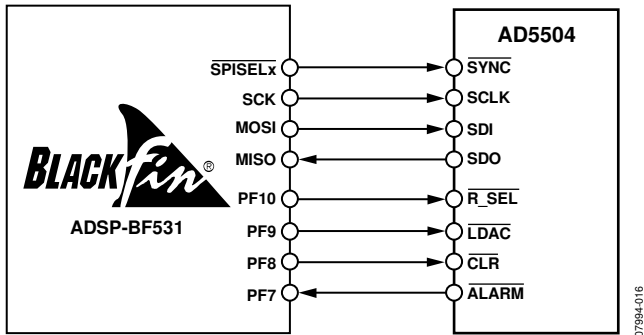 AD5504
SPISELx SYNC
SCK SCLK
MOSI SDI
MISO SDO
BLACKfin®
PF10 R_SEL
ADSP-BF531
PF9 LDAC
PF8 CLR
PF7 ALARM
07994-016